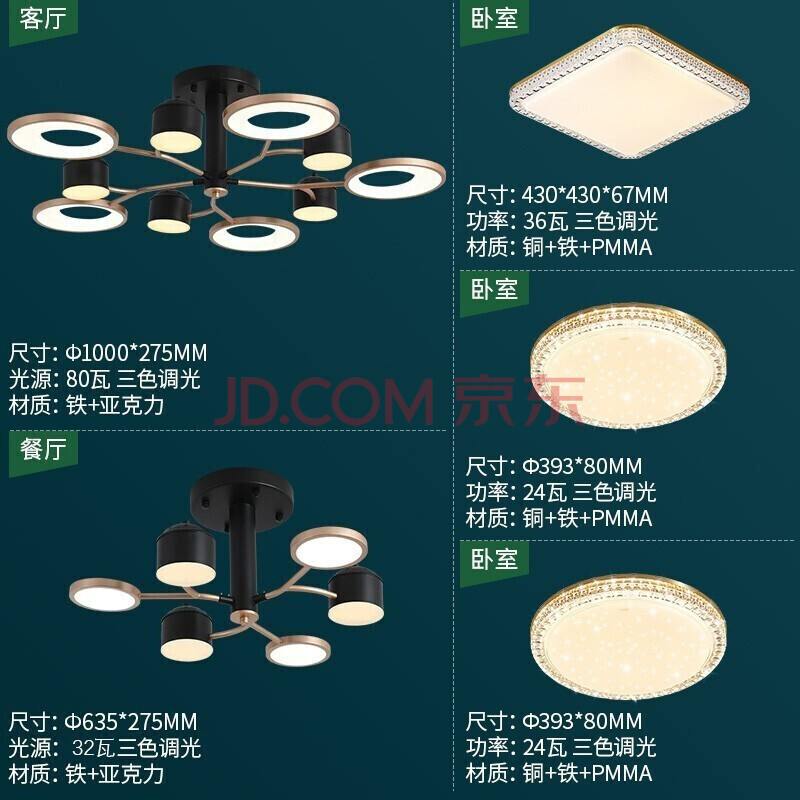 客厅
尺寸: Φ1000*275MM
光源: 80瓦 三色调光
材质: 铁+亚克力
餐厅
尺寸: Φ635*275MM
光源: 32瓦 三色调光
材质: 铁+亚克力
卧室
尺寸: 430*430*67MM
功率: 36瓦 三色调光
材质: 铜+铁+PMMA
卧室
尺寸: Φ393*80MM
功率: 24瓦 三色调光
材质: 铜+铁+PMMA
卧室
尺寸: Φ393*80MM
功率: 24瓦 三色调光
材质: 铜+铁+PMMA
JD.COM 京东